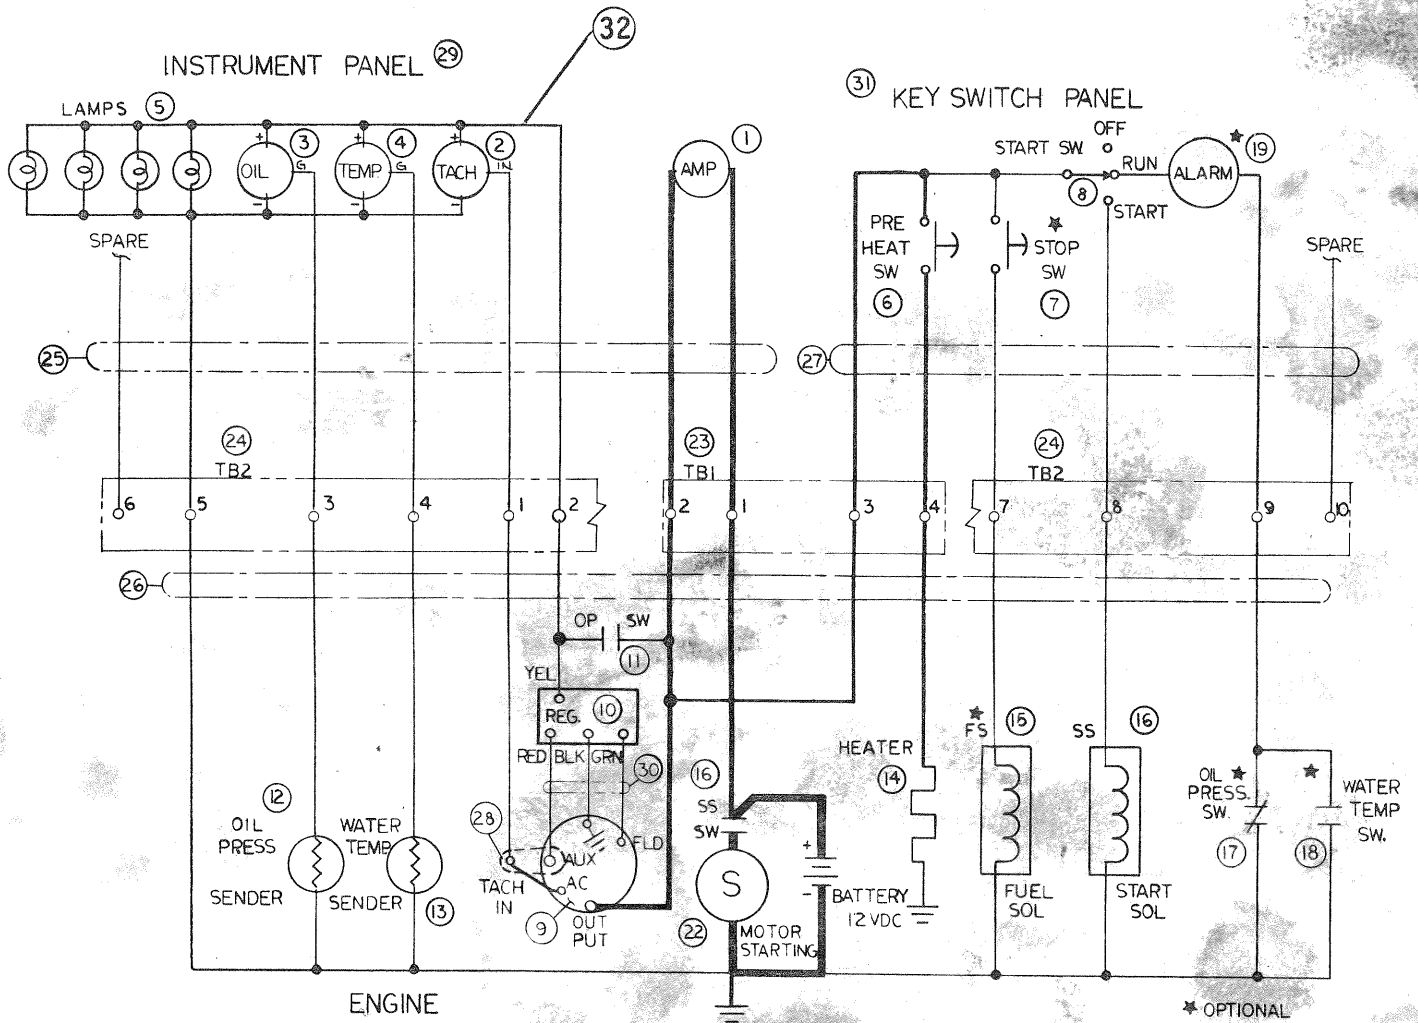 32
INSTRUMENT PANEL 29
31 KEY SWITCH PANEL
LAMPS 5
OFF
START SW.
RUN
8
START
ALARM
19
+ OIL G - 3
+ TEMP. G - 4
+ TACH IN - 2
AMP 1
SPARE
PRE
HEAT
SW
6
STOP
SW
7
SPARE
25
27
24
TB2
23
TB1
24
TB2
6 5 3 4 1 2
2 1 3 4
7 8 9 10
26
OP SW
11
YEL
REG. 10
RED BLK GRN
30
HEATER
14
FS 15
SS 16
16
SS
SW
12
OIL
PRESS
SENDER
WATER
TEMP
SENDER
13
28
TACH
IN
AUX
FLD
AC
9
OUT
PUT
S
22
MOTOR
STARTING
+
-
BATTERY
12 VDC
FUEL
SOL
START
SOL
OIL
PRESS.
SW.
17
18
WATER
TEMP
SW.
ENGINE
★ OPTIONAL